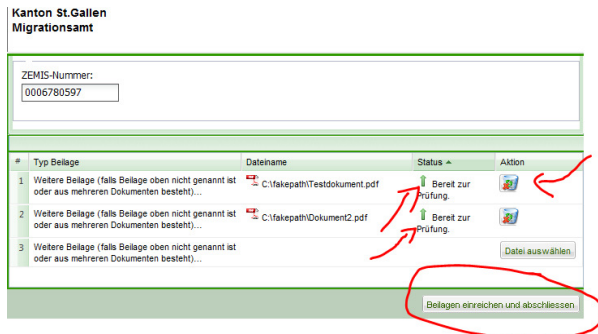 Kanton St.Gallen
Migrationsamt
ZEMIS-Nummer:
0006780597
# Typ Beilage Dateiname Status Aktion
1 Weitere Beilage (falls Beilage oben nicht genannt ist
oder aus mehreren Dokumenten besteht)... C:\fakepath\Testdokument.pdf Bereit zur
Prüfung.
2 Weitere Beilage (falls Beilage oben nicht genannt ist
oder aus mehreren Dokumenten besteht)... C:\fakepath\Dokument2.pdf Bereit zur
Prüfung.
3 Weitere Beilage (falls Beilage oben nicht genannt ist
oder aus mehreren Dokumenten besteht)... Datei auswählen
Beilagen einreichen und abschliessen